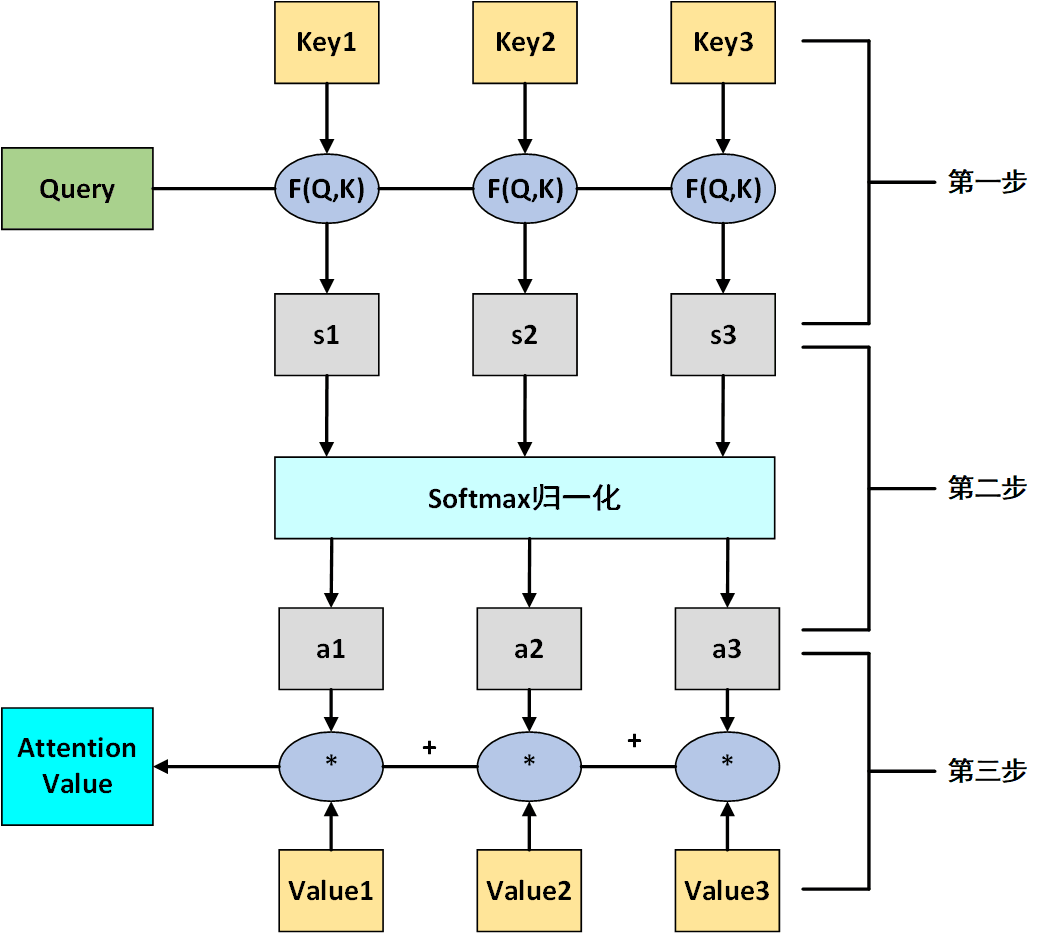 Key1
Key2
Key3
Query
F(Q,K)
F(Q,K)
F(Q,K)
第一步
s1
s2
s3
Softmax归一化
第二步
a1
a2
a3
Attention
Value
*
+
*
+
*
第三步
Value1
Value2
Value3